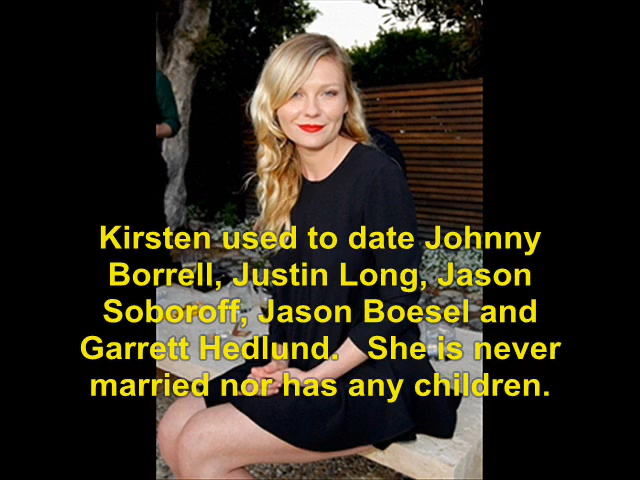 Kirsten used to date Johnny
Borrell, Justin Long, Jason
Soboroff, Jason Boesel and
Garrett Hedlund.   She is never
married nor has any children.